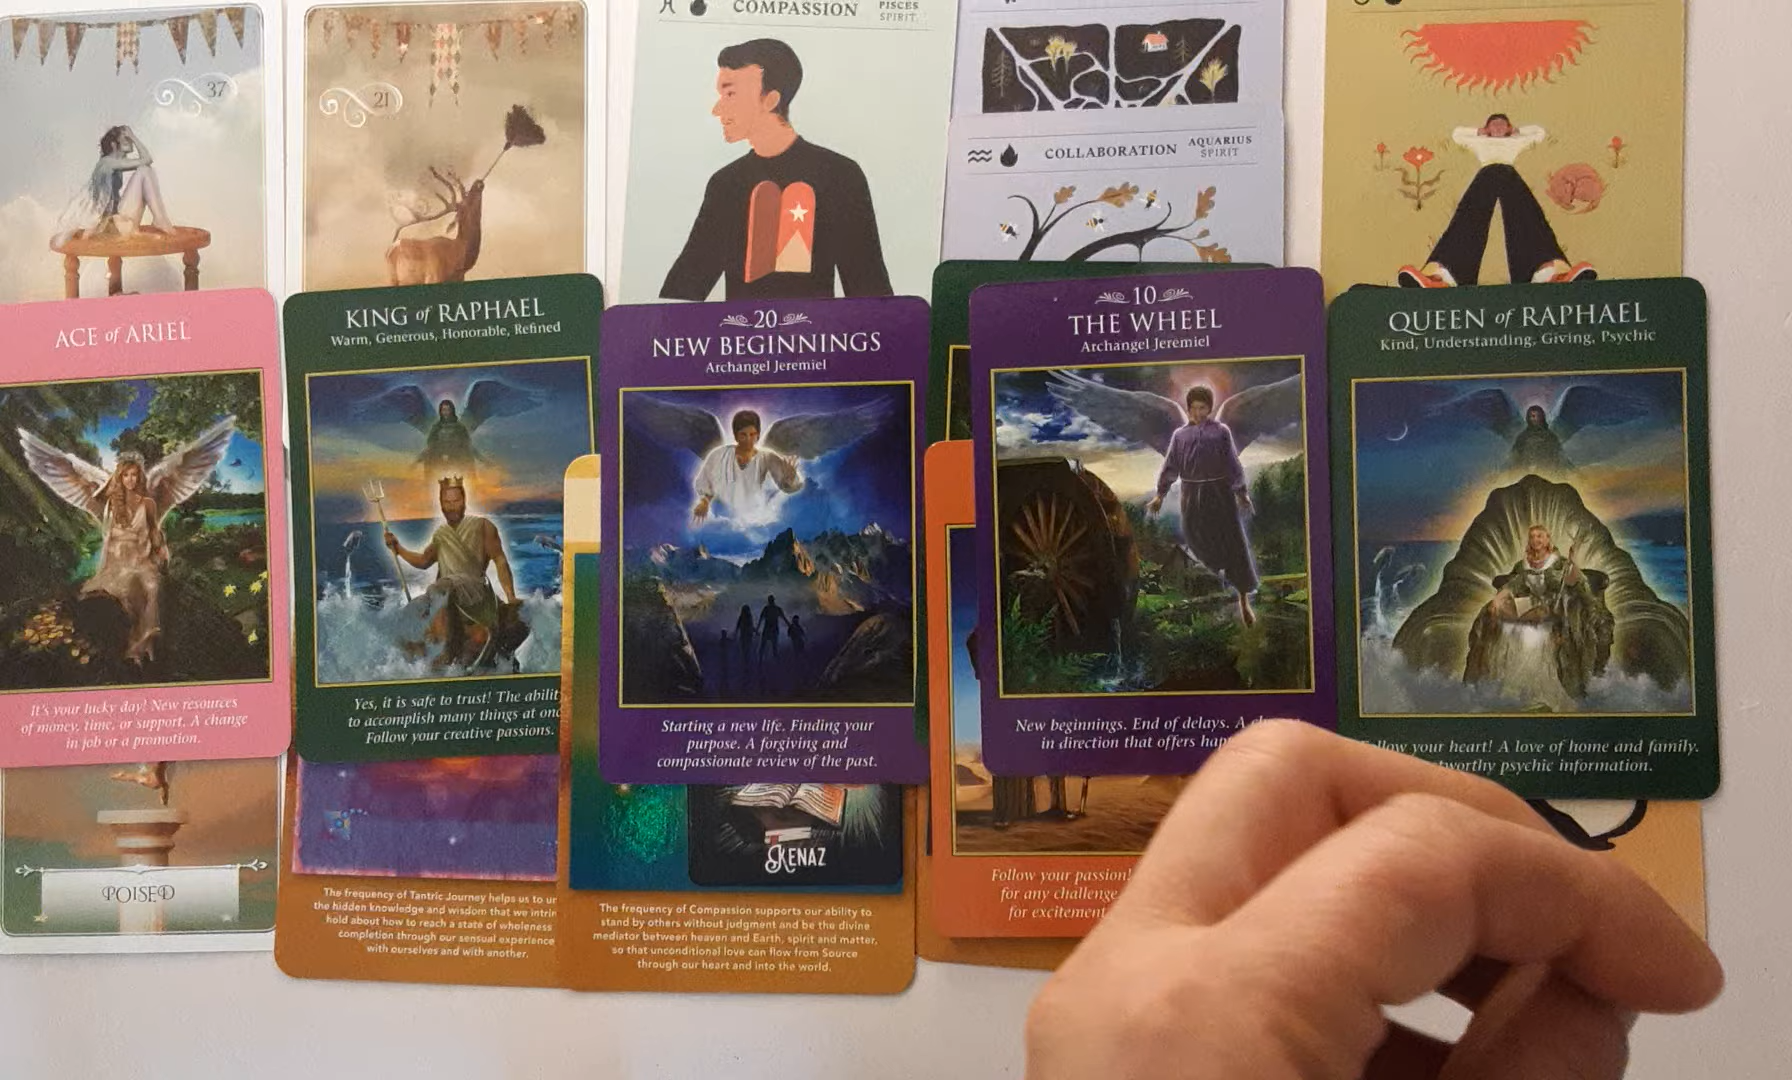 37
21
COMPASSION
PISCES
SPIRIT
COLLABORATION
AQUARIUS
SPIRIT
ACE of ARIEL
It's your lucky day! New resources
of money, time, or support. A change
in job or a promotion.
KING of RAPHAEL
Warm, Generous, Honorable, Refined
Yes, it is safe to trust! The ability
to accomplish many things at once
Follow your creative passions.
20
NEW BEGINNINGS
Archangel Jeremiel
Starting a new life. Finding your
purpose. A forgiving and
compassionate review of the past.
10
THE WHEEL
Archangel Jeremiel
New beginnings. End of delays. A
in direction that offers
QUEEN of RAPHAEL
Kind, Understanding, Giving, Psychic
your heart! A love of home and family.
psychic information.
POISED
The frequency of Tantric Journey helps us to
the hidden knowledge and wisdom that we
hold about how to reach a state of wholeness
completion through our sensual experience
with ourselves and with another.
KENAZ
The frequency of Compassion supports our ability to
stand by others without judgment and be the divine
mediator between heaven and Earth, spirit and matter,
so that unconditional love can flow from Source
through our heart and into the world.
Follow your passion!
for any challenge
for excitement